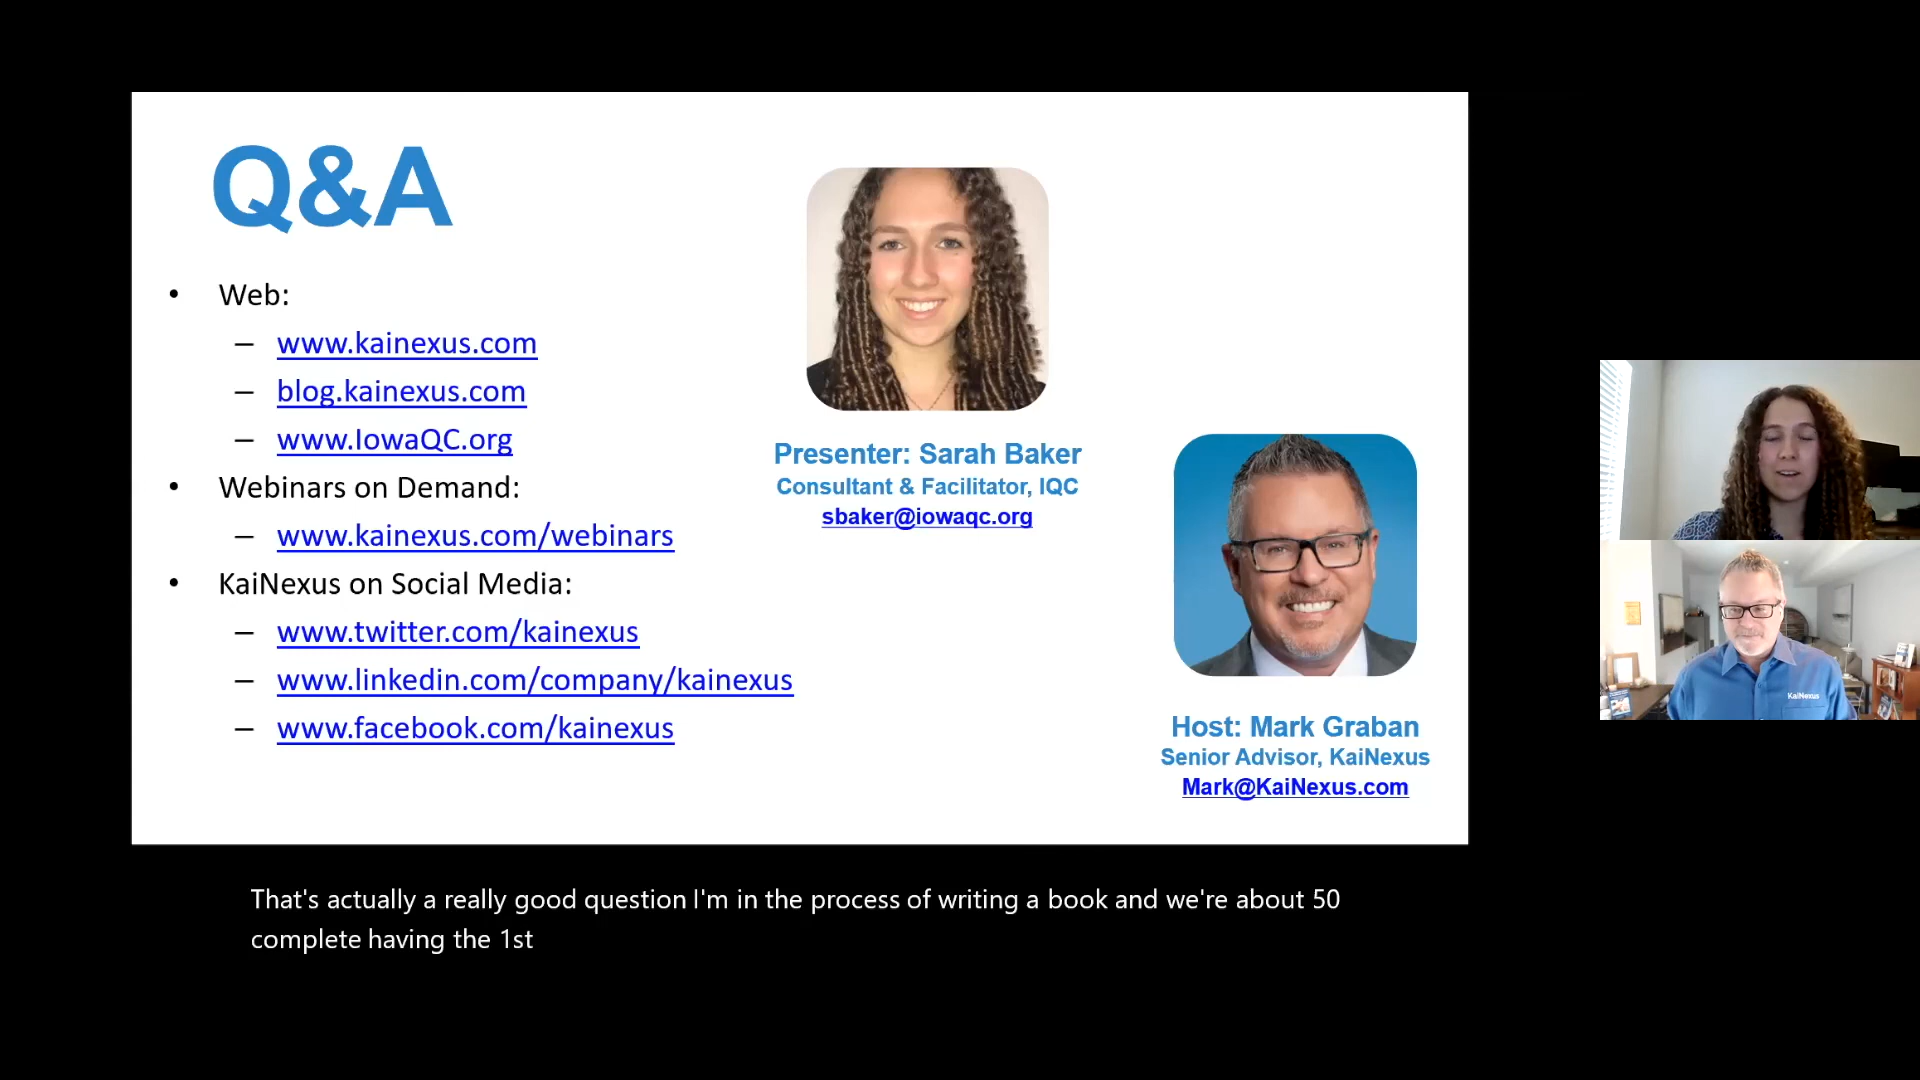 Q&A
• Web:
– www.kainexus.com
– blog.kainexus.com
– www.IowaQC.org
• Webinars on Demand:
– www.kainexus.com/webinars
• KaiNexus on Social Media:
– www.twitter.com/kainexus
– www.linkedin.com/company/kainexus
– www.facebook.com/kainexus
Presenter: Sarah Baker
Consultant & Facilitator, IQC
sbaker@iowaqc.org
Host: Mark Graban
Senior Advisor, KaiNexus
Mark@KaiNexus.com
KaiNexus
That's actually a really good question I'm in the process of writing a book and we're about 50
complete having the 1st